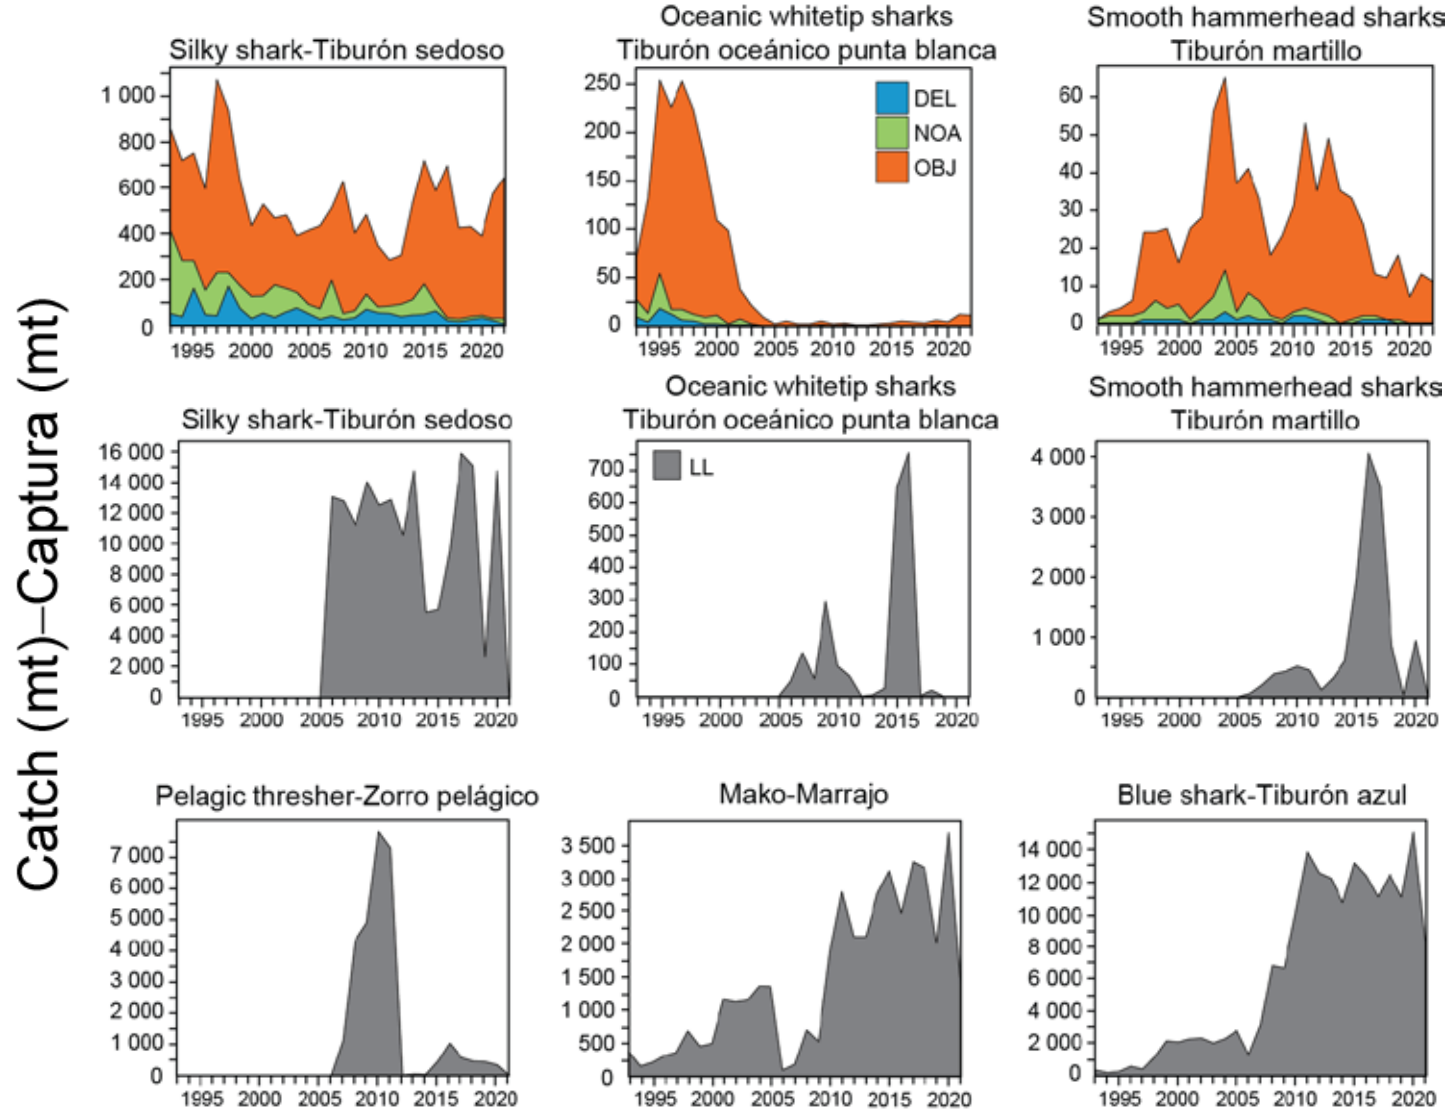 Catch (mt)–Captura (mt)
Silky shark-Tiburón sedoso
1 000
800
600
400
200
0
1995 2000 2005 2010 2015 2020
Oceanic whitetip sharks
Tiburón oceánico punta blanca
250
200
150
100
50
0
DEL
NOA
OBJ
1995 2000 2005 2010 2015 2020
Smooth hammerhead sharks
Tiburón martillo
60
50
40
30
20
10
0
1995 2000 2005 2010 2015 2020
Silky shark-Tiburón sedoso
16 000
14 000
12 000
10 000
8 000
6 000
4 000
2 000
0
1995 2000 2005 2010 2015 2020
Oceanic whitetip sharks
Tiburón oceánico punta blanca
700
600
500
400
300
200
100
0
LL
1995 2000 2005 2010 2015 2020
Smooth hammerhead sharks
Tiburón martillo
4 000
3 000
2 000
1 000
0
1995 2000 2005 2010 2015 2020
Pelagic thresher-Zorro pelágico
7 000
6 000
5 000
4 000
3 000
2 000
1 000
0
1995 2000 2005 2010 2015 2020
Mako-Marrajo
3 500
3 000
2 500
2 000
1 500
1 000
500
0
1995 2000 2005 2010 2015 2020
Blue shark-Tiburón azul
14 000
12 000
10 000
8 000
6 000
4 000
2 000
0
1995 2000 2005 2010 2015 2020